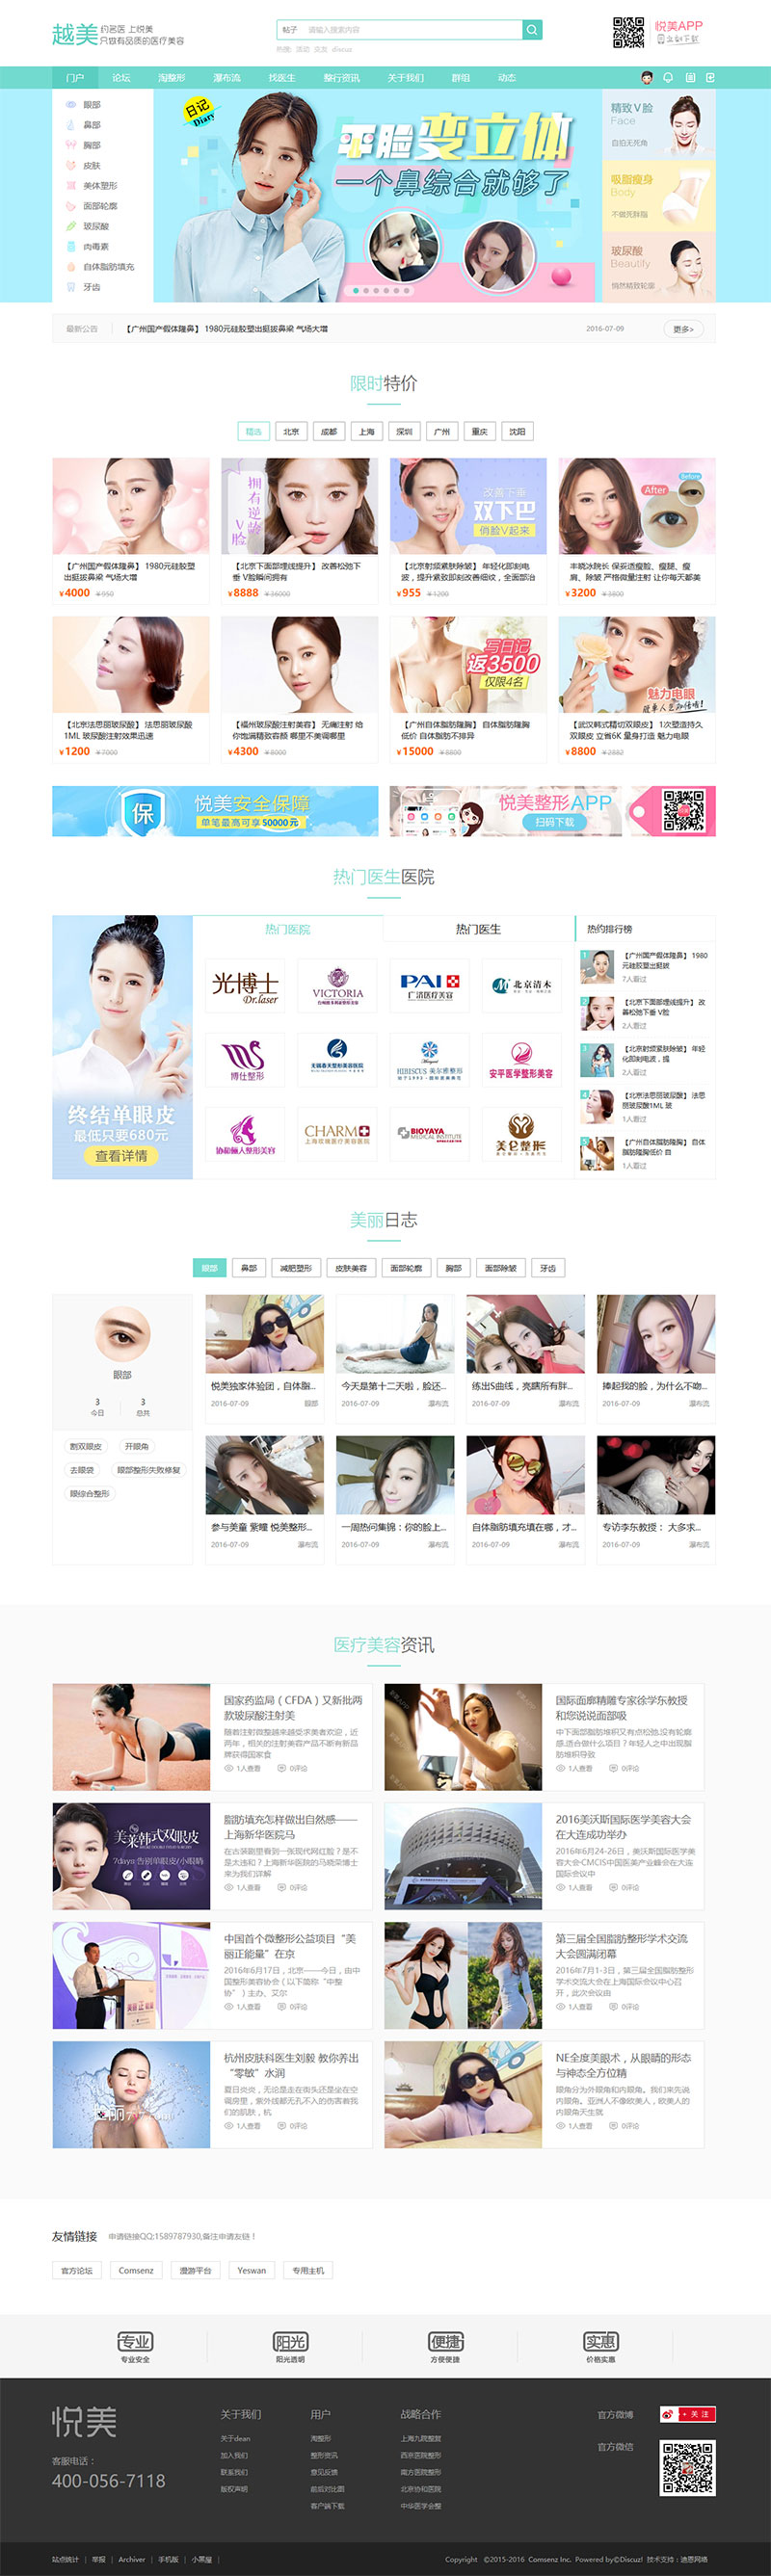 越美
约名医 上悦美
只做有品质的医疗美容
帖子 请输入搜索内容
热搜: 活动 交友 discuz
悦美APP
立即下载
门户 论坛 淘整形 瀑布流 找医生 整行资讯 关于我们 群组 动态
眼部
鼻部
胸部
皮肤
美体塑形
面部轮廓
玻尿酸
肉毒素
自体脂肪填充
牙齿
日记
Diary
平脸变立体
一个鼻综合就够了
精致V脸
Face
自拍无死角
吸脂瘦身
Body
不做死胖脂
玻尿酸
Beautify
悄然精致轮廓
最新公告 【广州国产假体隆鼻】 1980元硅胶塑出挺拔鼻梁 气场大增 2016-07-09 更多>
限时特价
精选 北京 成都 上海 深圳 广州 重庆 沈阳
拥有逆龄V脸
改善下垂
双下巴
俏脸V起来
After
Before
【广州国产假体隆鼻】 1980元硅胶塑
出挺拔鼻梁 气场大增
¥4000 ¥950
【北京下面部埋线提升】 改善松弛下
垂 V脸瞬间拥有
¥8888 ¥36000
【北京射频紧肤除皱】 年轻化即刻电
波，提升紧致即刻改善细纹，全面部治
¥955 ¥1200
丰晓冰院长 保妥适瘦脸、瘦腿、瘦
肩、除皱 严格微量注射 让你每天都美
¥3200 ¥3800
写日记
返3500
仅限4名
魅力电眼
【北京法思丽玻尿酸】 法思丽玻尿酸
1ML 玻尿酸注射效果迅速
¥1200 ¥7000
【福州玻尿酸注射美容】 无痛注射 给
你饱满精致容颜 哪里不美调哪里
¥4300 ¥8000
【广州自体脂肪隆胸】 自体脂肪隆胸
低价 自体脂肪不排异
¥15000 ¥8800
【武汉韩式精切双眼皮】 1次塑造持久
双眼皮 立省6K 量身打造 魅力电眼
¥8800 ¥2882
保
悦美安全保障
单笔最高可享50000元
悦美整形APP
扫码下载
热门医生医院
热门医院 热门医生 热约排行榜
终结单眼皮
最低只要680元
查看详情
光博士
Dr.laser
VICTORIA
PAI
广济医疗美容
北京清木
博仕整形
HIBISCUS 美尔雅整形
安平医学整形美容
协和丽人整形美容
CHARM
BIOYAYA
MEDICAL INSTITUTE
美仑整形
1 【广州国产假体隆鼻】 1980
元硅胶塑出挺拔
7人看过
2 【北京下面部埋线提升】 改
善松弛下垂 V脸
2人看过
3 【北京射频紧肤除皱】 年轻
化即刻电波，提
2人看过
4 【北京法思丽玻尿酸】 法思
丽玻尿酸1ML 玻
1人看过
5 【广州自体脂肪隆胸】 自体
脂肪隆胸低价 自
1人看过
美丽日志
眼部 鼻部 减肥塑形 皮肤美容 面部轮廓 胸部 面部除皱 牙齿
眼部
3 3
今日 总共
割双眼皮 开眼角
去眼袋 眼部整形失败修复
眼综合整形
悦美独家体验团，自体脂...
2016-07-09 眼部
今天是第十二天啦，脸还...
2016-07-09 瀑布流
练出S曲线，亮瞎所有胖...
2016-07-09 瀑布流
捧起我的脸，为什么不吻...
2016-07-09 瀑布流
参与美童 紫瞳 悦美整形...
2016-07-09 瀑布流
一周热问集锦：你的脸上...
2016-07-09 瀑布流
自体脂肪填充填在哪，才...
2016-07-09 瀑布流
专访李东教授： 大多求...
2016-07-09 瀑布流
医疗美容资讯
国家药监局（CFDA）又新批两
款玻尿酸注射美
随着注射微整越来越受求美者欢迎，近
两年，相关的注射美容产品不断有新品
牌获得国家食
1人查看 0评论
国际面廓精雕专家徐学东教授
和您说说面部吸
中下面部脂肪堆积又有点松弛,没有轮廓
感,适合做什么项目？年轻人之中出现脂
肪堆积导致
1人查看 0评论
美莱韩式双眼皮
7days 告别单眼皮/小眼睛
脂肪填充怎样做出自然感——
上海新华医院马
在古装剧里看到一张现代网红脸？是不
是太违和？上海新华医院的马晓荣博士
来为我们详解
1人查看 0评论
2016美沃斯国际医学美容大会
在大连成功举办
2016年6月24-26日，美沃斯国际医学美
容大会-CMCIS中国医美产业峰会在大连
国际会议中
1人查看 0评论
中国首个微整形公益项目“美
丽正能量”在京
2016年6月17日，北京——今日，由中
国整形美容协会（以下简称“中整
协”）主办、艾尔
1人查看 0评论
第三届全国脂肪整形学术交流
大会圆满闭幕
2016年7月1-3日，第三届全国脂肪整形
学术交流大会在上海国际会议中心召
开，此次会议由
1人查看 0评论
杭州皮肤科医生刘毅 教你养出
“零敏”水润
夏日炎炎，无论是走在街头还是坐在空
调房里，紫外线都无孔不入的伤害着我
们的肌肤，杭
1人查看 0评论
NE全度美眼术，从眼睛的形态
与神态全方位精
眼角分为外眼角和内眼角。我们来先说
内眼角。亚洲人不像欧美人，欧美人的
内眼角天生就
1人查看 0评论
友情链接 申请链接QQ:1589787930,备注申请友链！
官方论坛 Comsenz 漫游平台 Yeswan 专用主机
专业 阳光 便捷 实惠
专业安全 阳光透明 方便便捷 价格实惠
悦美
客服电话：
400-056-7118
关于我们
关于dean
加入我们
联系我们
版权声明
用户
淘整形
整形资讯
意见反馈
前后对比图
客户端下载
战略合作
上海九院整复
西京医院整形
南方医院整形
北京协和医院
中华医学会整
官方微博 + 关 注
官方微信
站点统计 | 举报 | Archiver | 手机版 | 小黑屋 |
Copyright ©2015-2016 Comsenz Inc. Powered by©Discuz! 技术支持：迪恩网络